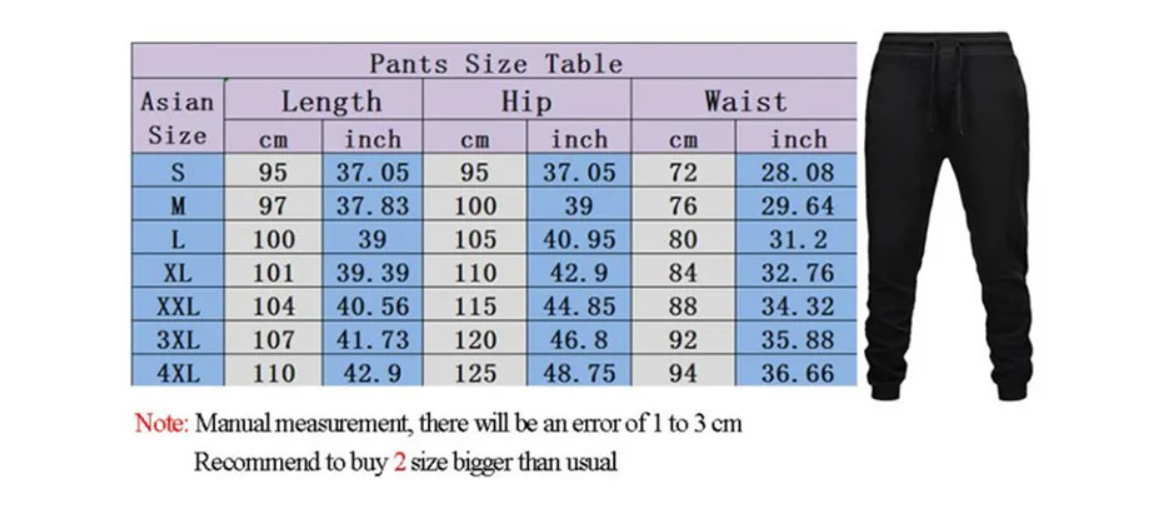 Pants Size Table
Asian Size Length Hip Waist
cm inch cm inch cm inch
S 95 37.05 95 37.05 72 28.08
M 97 37.83 100 39 76 29.64
L 100 39 105 40.95 80 31.2
XL 101 39.39 110 42.9 84 32.76
XXL 104 40.56 115 44.85 88 34.32
3XL 107 41.73 120 46.8 92 35.88
4XL 110 42.9 125 48.75 94 36.66
Note: Manual measurement, there will be an error of 1 to 3 cm
Recommend to buy 2 size bigger than usual